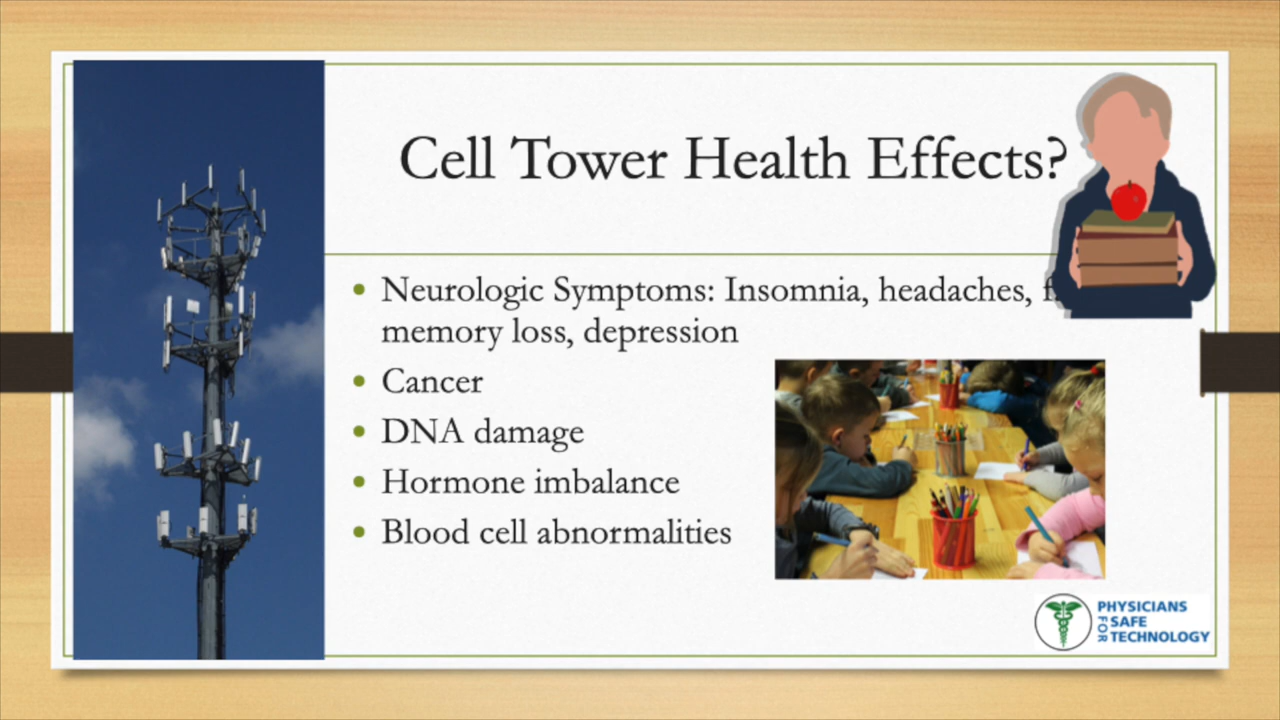 Cell Tower Health Effects?
• Neurologic Symptoms: Insomnia, headaches,
memory loss, depression
• Cancer
• DNA damage
• Hormone imbalance
• Blood cell abnormalities
PHYSICIANS
FOR SAFE
TECHNOLOGY